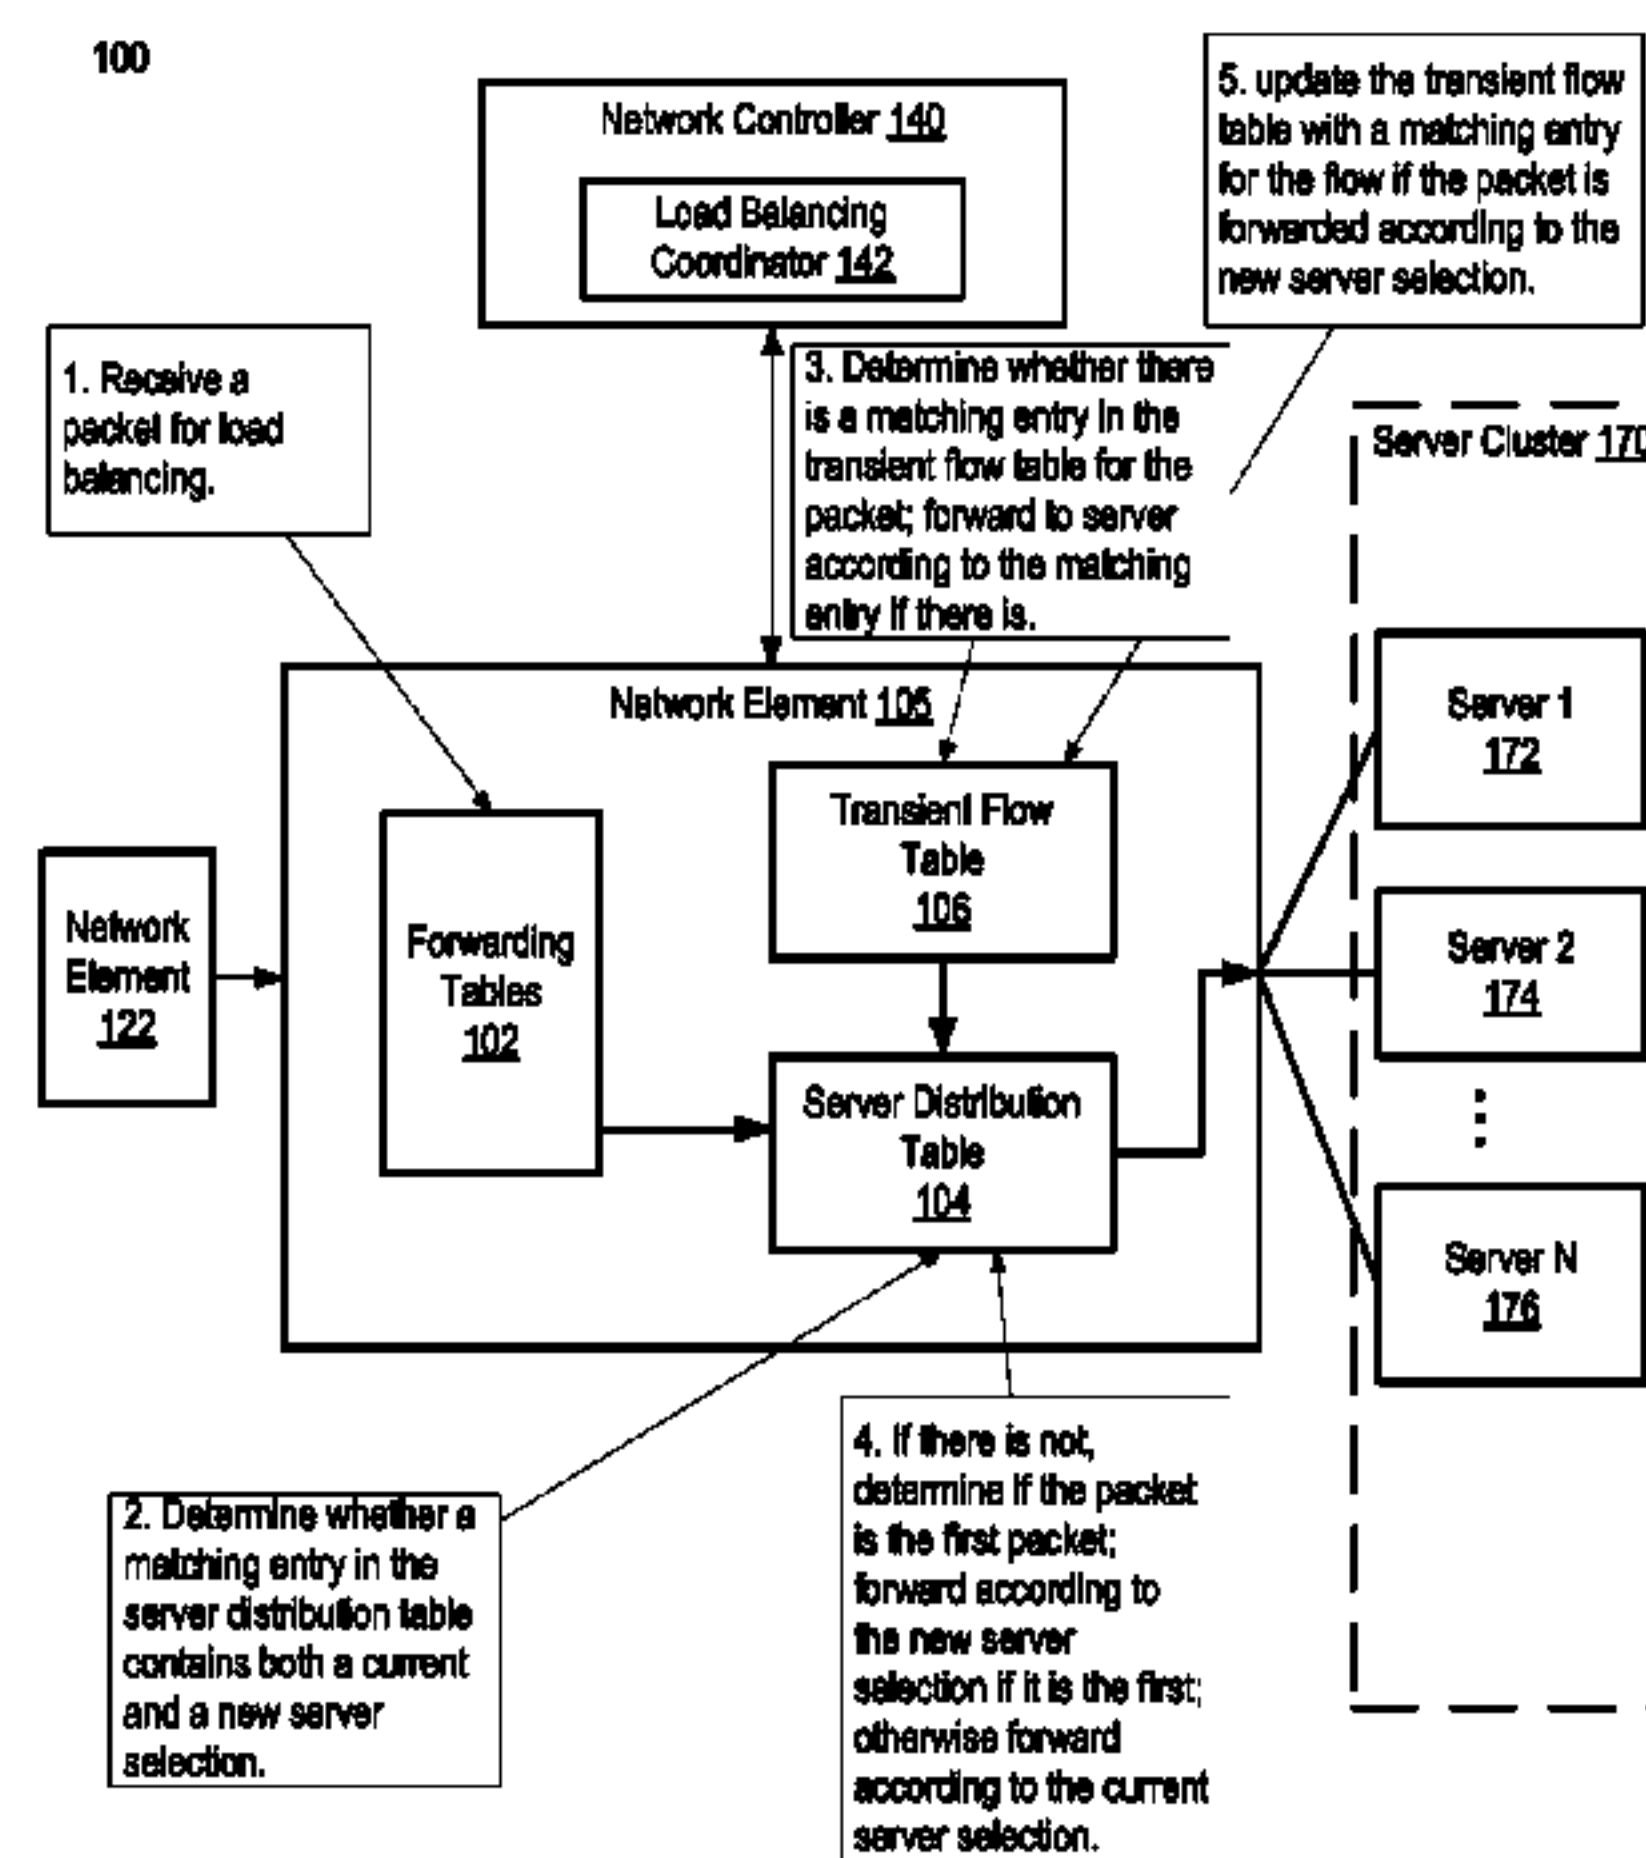 100
Network Controller 140
Load Balancing
Coordinator 142
5. update the transient flow
table with a matching entry
for the flow if the packet is
forwarded according to the
new server selection.
1. Receive a
packet for load
balancing.
3. Determine whether there
is a matching entry in the
transient flow table for the
packet; forward to server
according to the matching
entry if there is.
Server Cluster 170
Network Element 105
Server 1
172
Transient Flow
Table
106
Network
Element
122
Forwarding
Tables
102
Server 2
174
Server Distribution
Table
104
Server N
176
2. Determine whether a
matching entry in the
server distribution table
contains both a current
and a new server
selection.
4. If there is not,
determine if the packet
is the first packet;
forward according to
the new server
selection if it is the first;
otherwise forward
according to the current
server selection.